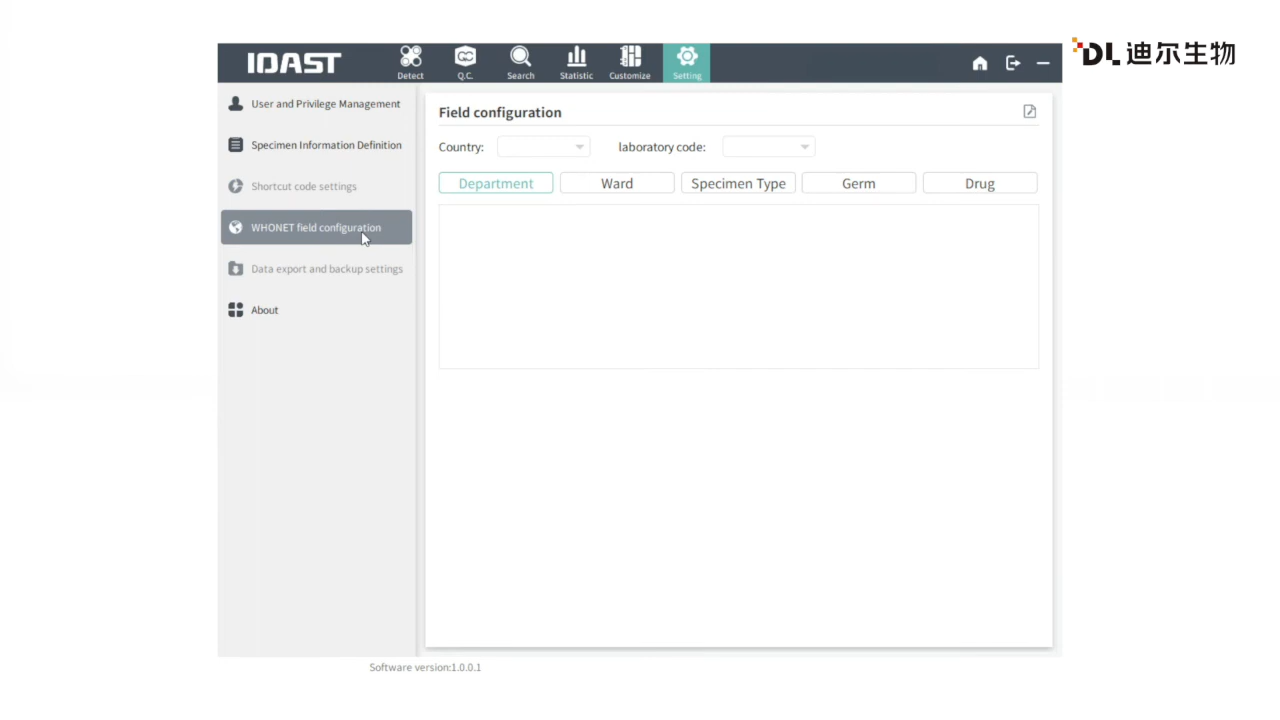 IDAST
Detect
Q.C.
Search
Statistic
Customize
Setting
DL 迪尔生物
User and Privilege Management
Specimen Information Definition
Shortcut code settings
WHONET field configuration
Data export and backup settings
About
Field configuration
Country:
laboratory code:
Department
Ward
Specimen Type
Germ
Drug
Software version:1.0.0.1